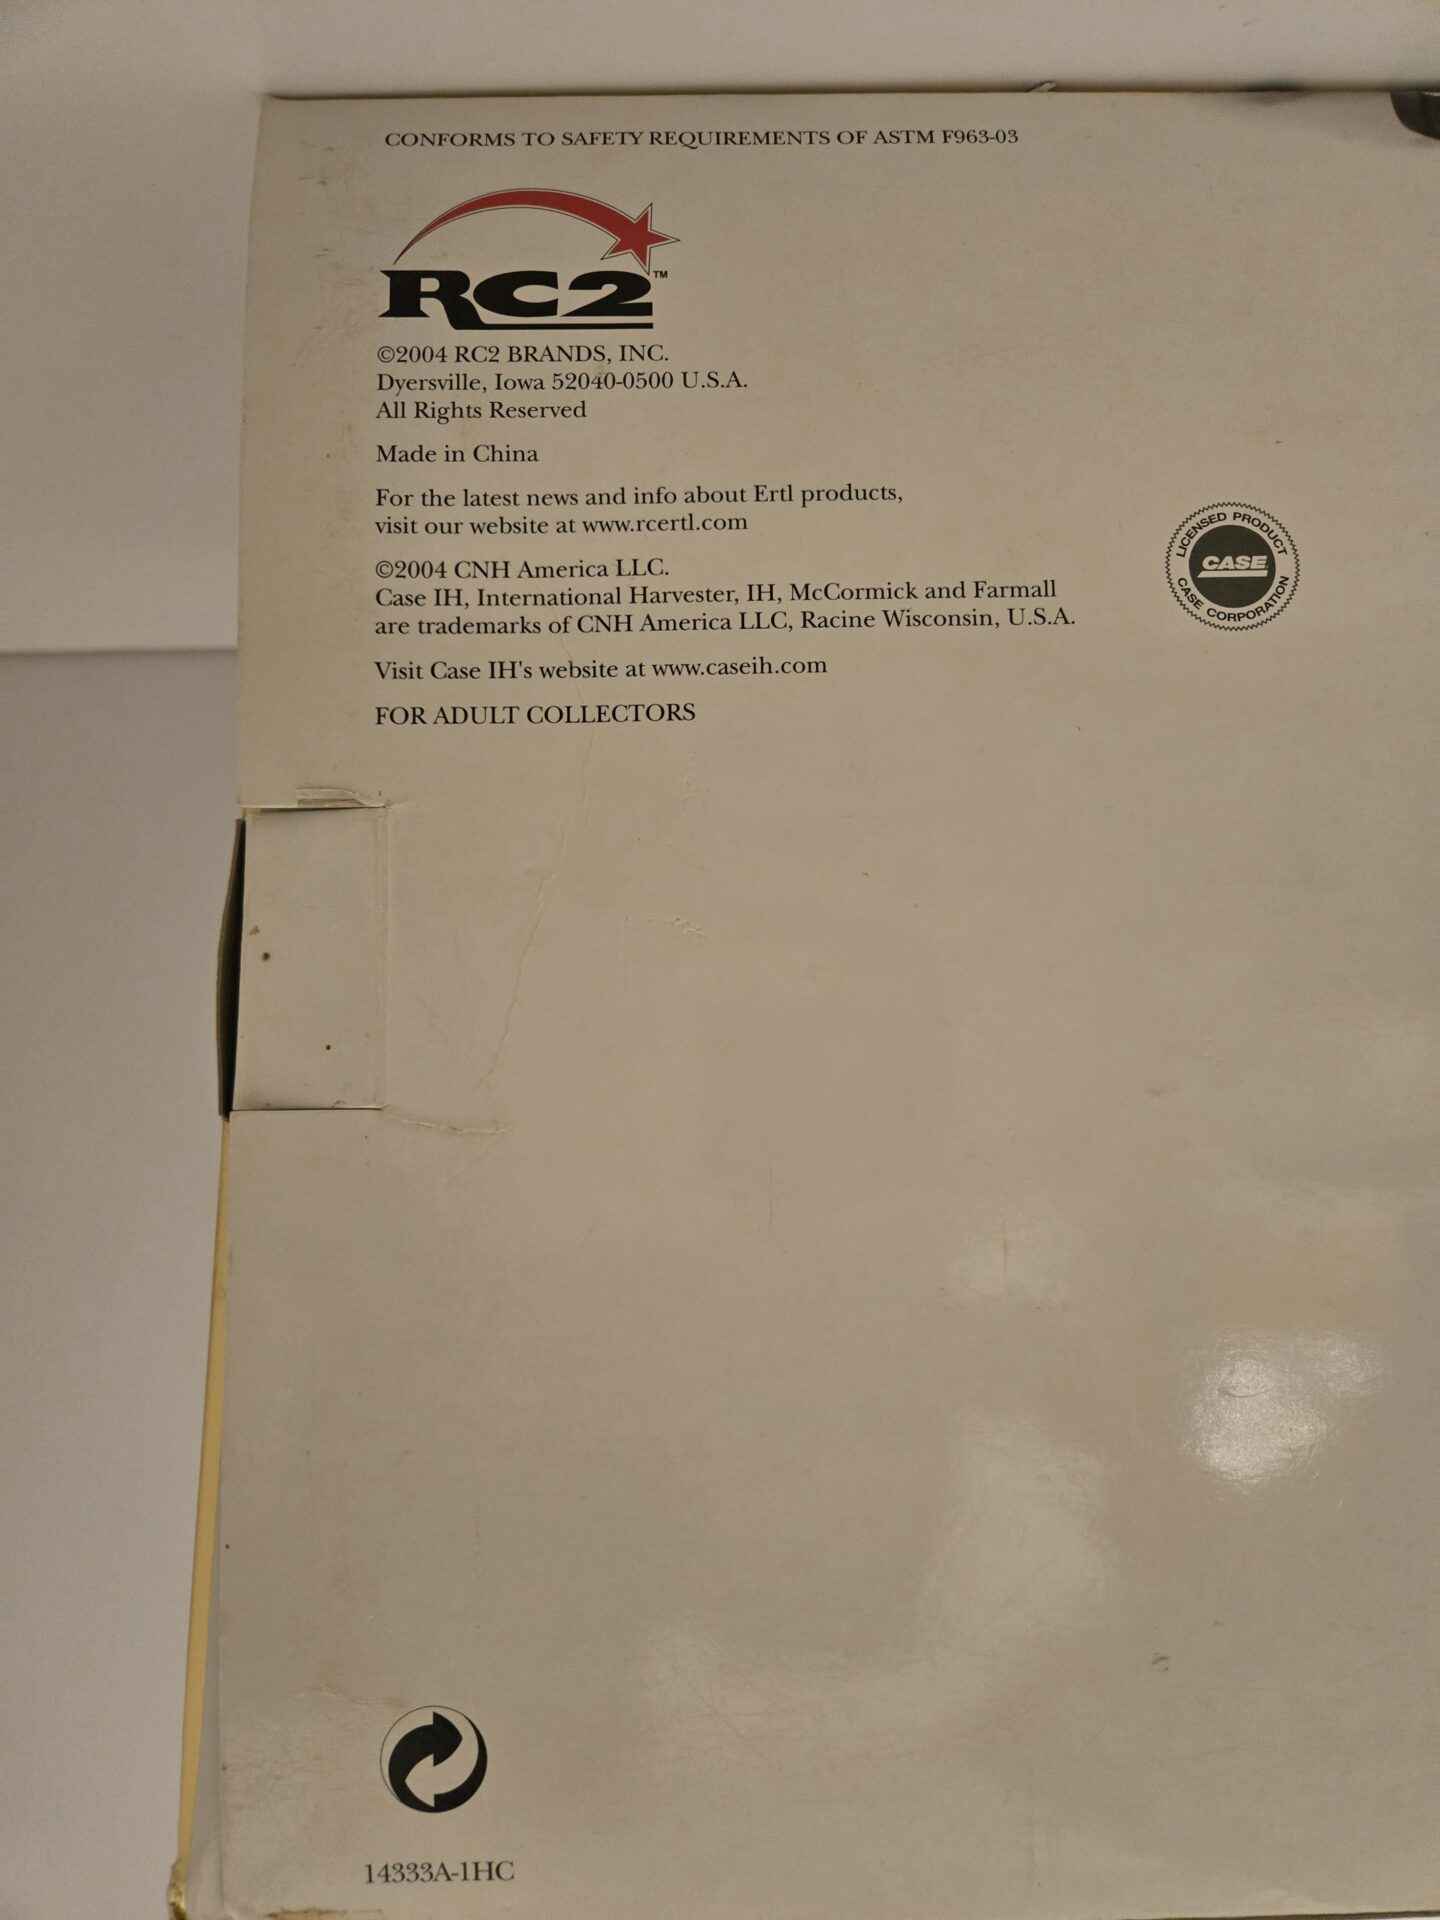 CONFORMS TO SAFETY REQUIREMENTS OF ASTM F963-03
RC2™
©2004 RC2 BRANDS, INC.
Dyersville, Iowa 52040-0500 U.S.A.
All Rights Reserved
Made in China
For the latest news and info about Ertl products,
visit our website at www.rcertl.com
©2004 CNH America LLC.
Case IH, International Harvester, IH, McCormick and Farmall
are trademarks of CNH America LLC, Racine Wisconsin, U.S.A.
Visit Case IH's website at www.caseih.com
FOR ADULT COLLECTORS
LICENSED PRODUCT
CASE
CASE CORPORATION
14333A-1HC